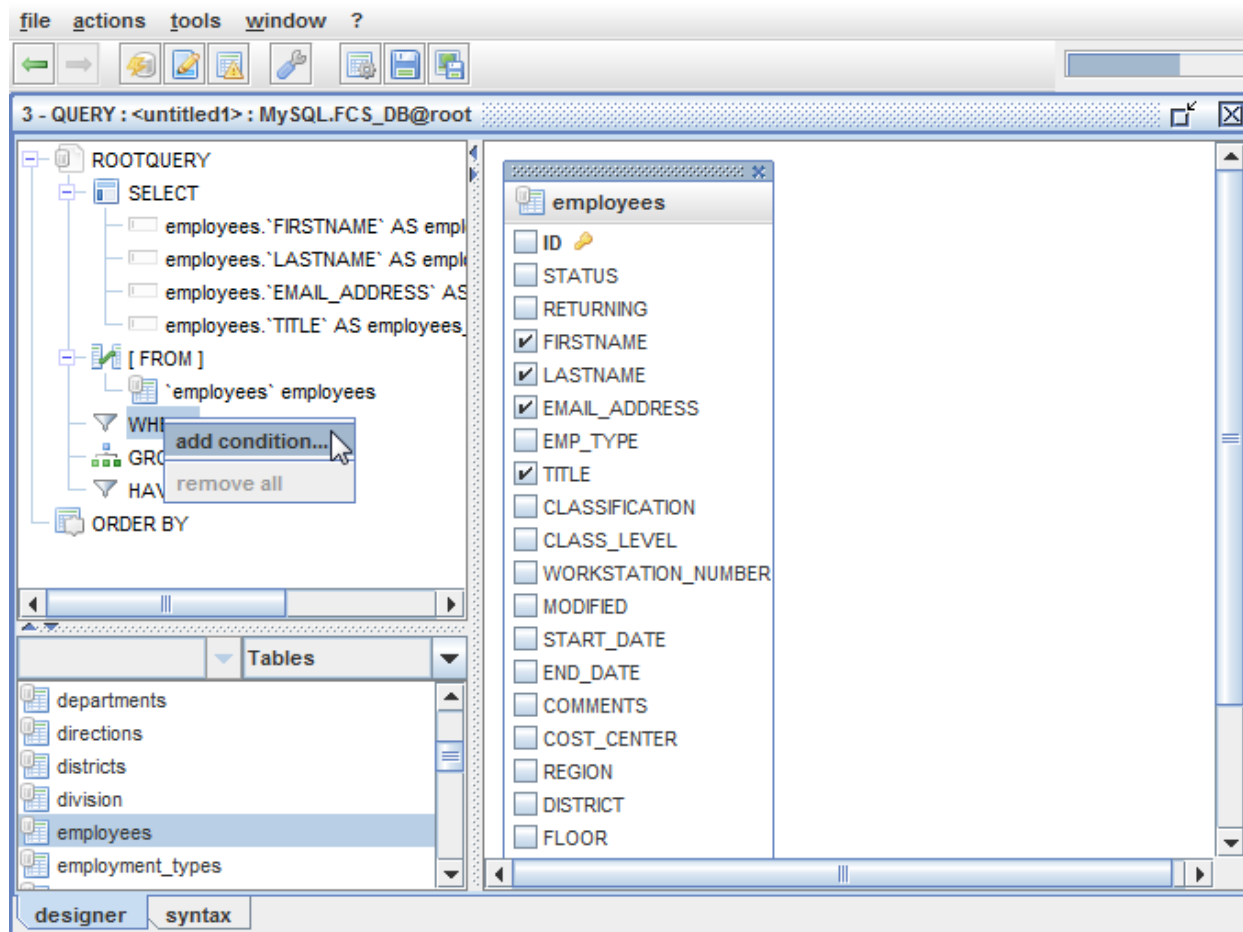 file actions tools window ?
3 - QUERY : <untitled1> : MySQL.FCS_DB@root
ROOTQUERY
SELECT
employees.`FIRSTNAME` AS empl
employees.`LASTNAME` AS empl
employees.`EMAIL_ADDRESS` AS
employees.`TITLE` AS employees_
[ FROM ]
`employees` employees
WHE
add condition...
GRO
remove all
HAV
ORDER BY
Tables
departments
directions
districts
division
employees
employment_types
employees
ID
STATUS
RETURNING
FIRSTNAME
LASTNAME
EMAIL_ADDRESS
EMP_TYPE
TITLE
CLASSIFICATION
CLASS_LEVEL
WORKSTATION_NUMBER
MODIFIED
START_DATE
END_DATE
COMMENTS
COST_CENTER
REGION
DISTRICT
FLOOR
designer syntax